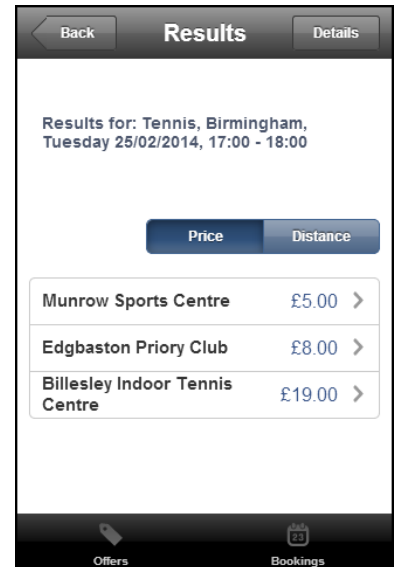 Back Results Details
Results for: Tennis, Birmingham,
Tuesday 25/02/2014, 17:00 - 18:00
Price Distance
Munrow Sports Centre £5.00
Edgbaston Priory Club £8.00
Billesley Indoor Tennis
Centre £19.00
23
Offers Bookings